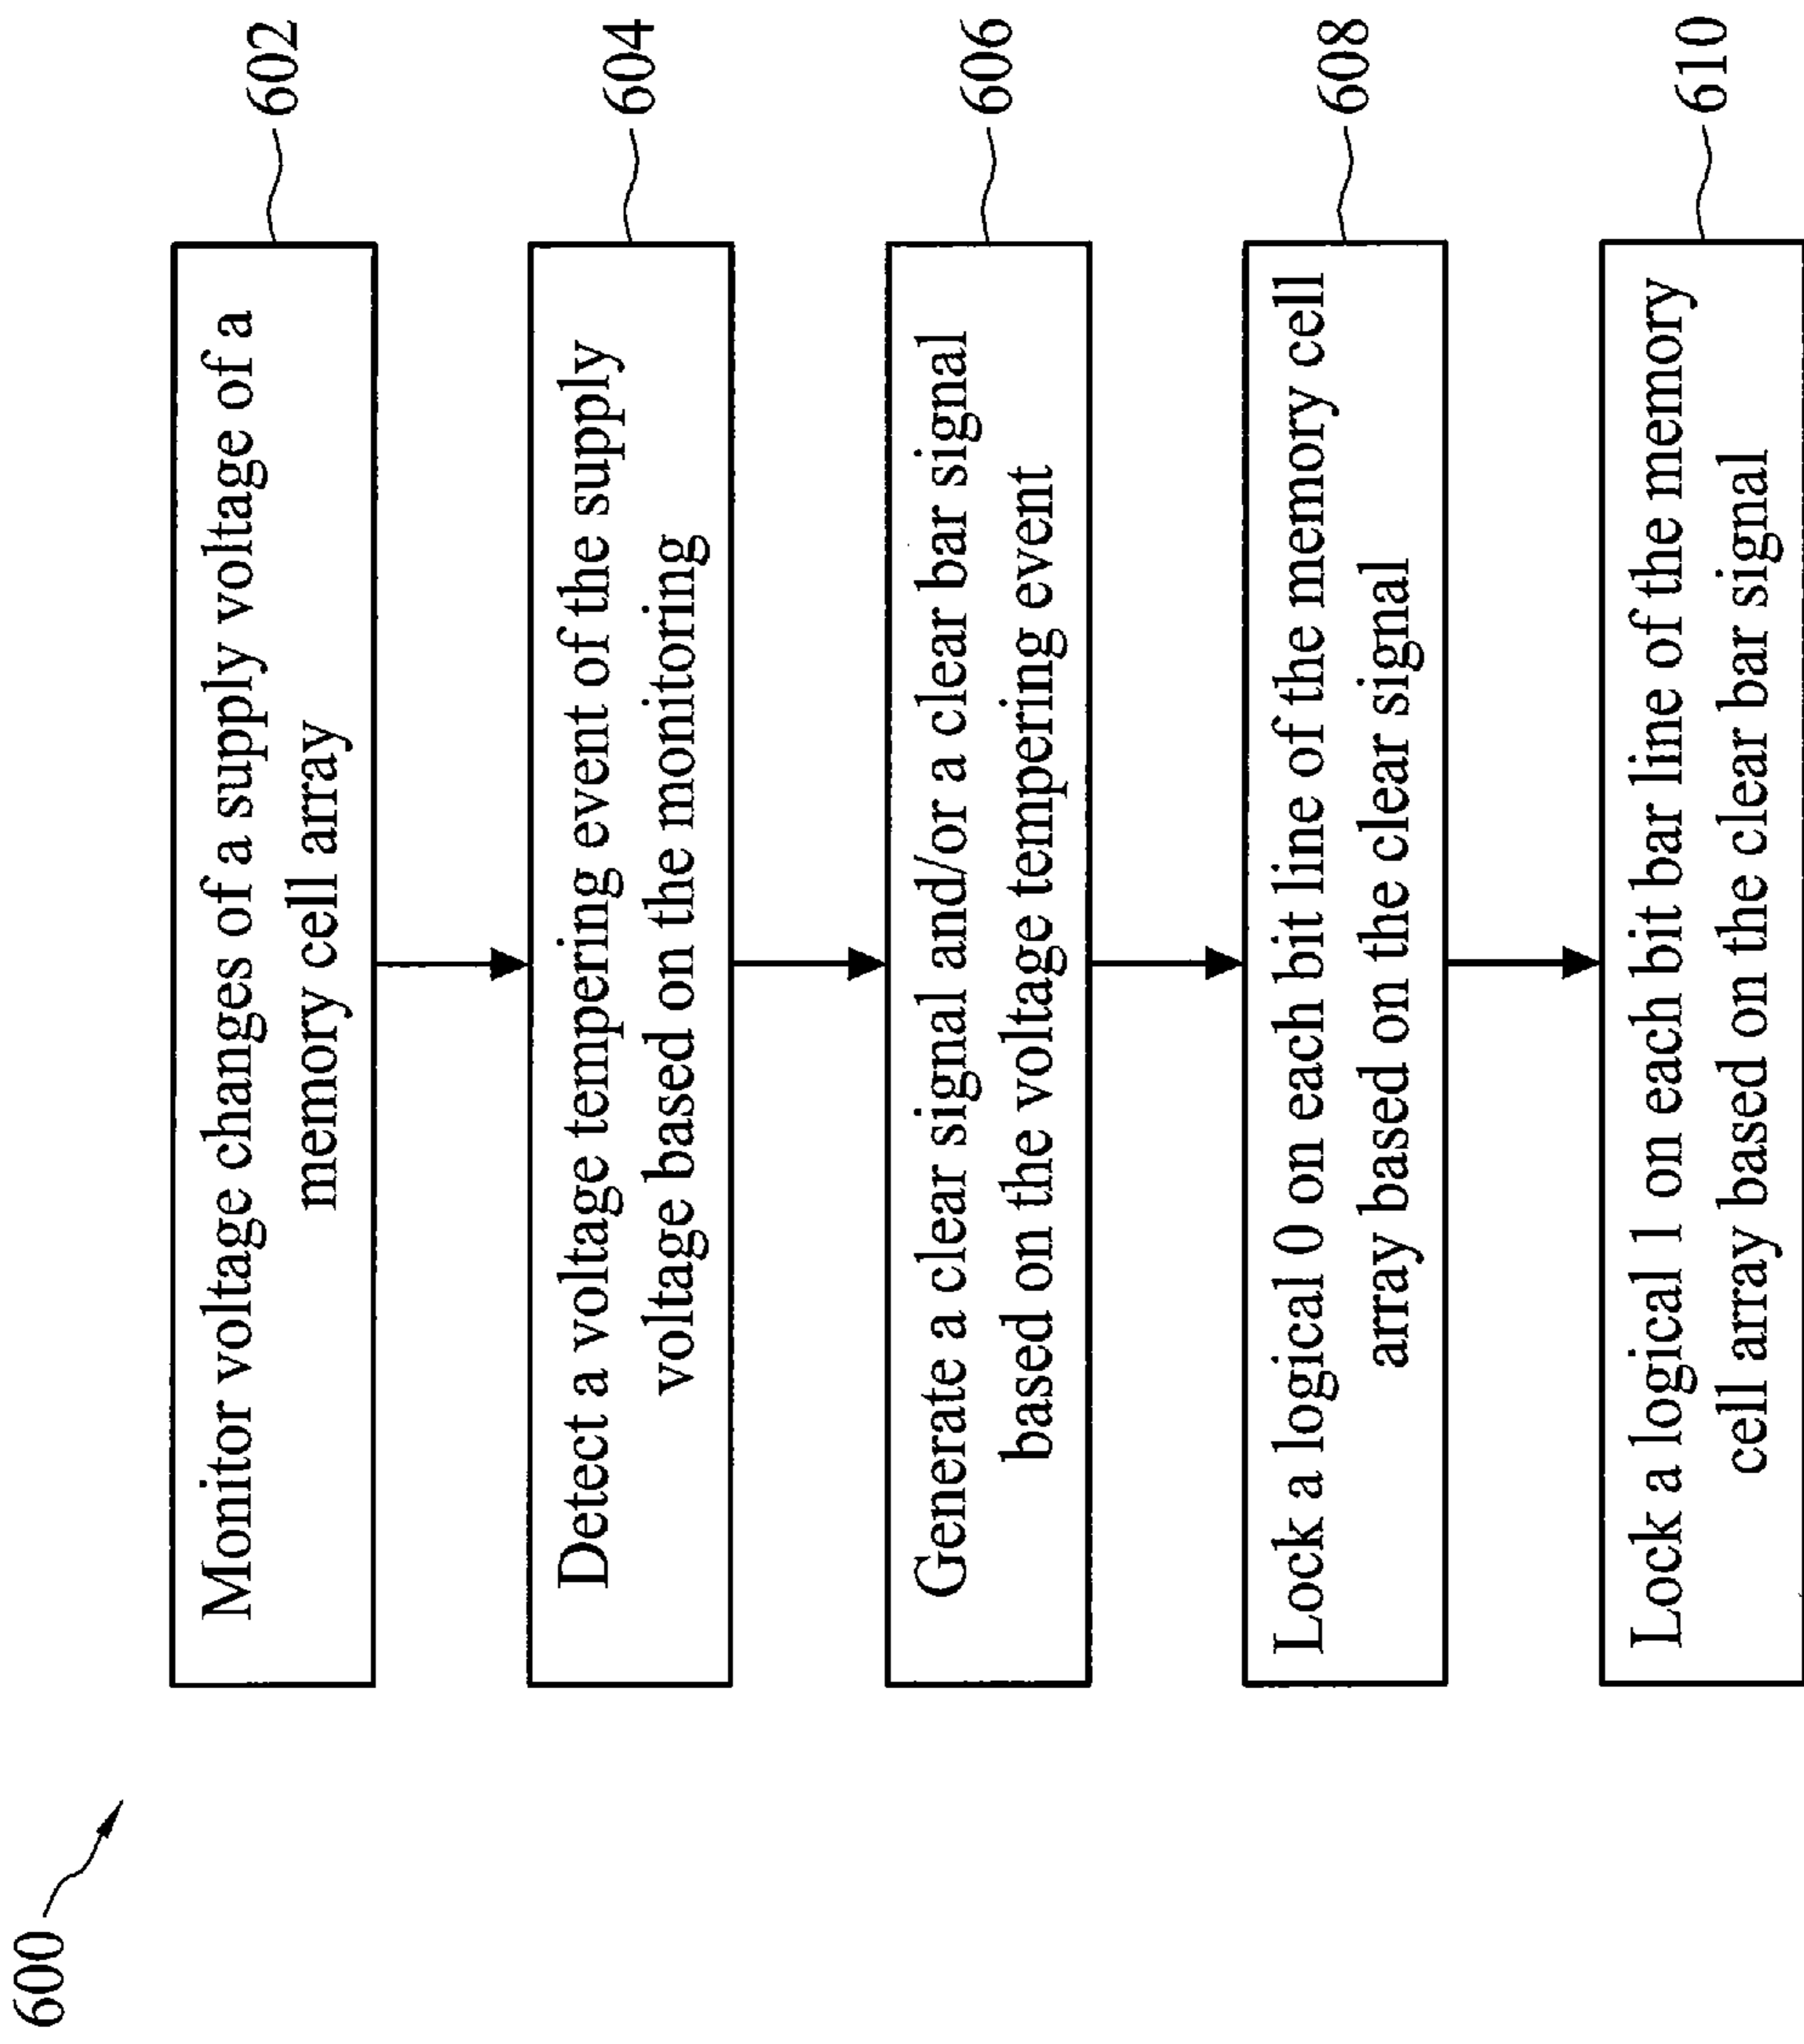 600
Monitor voltage changes of a supply voltage of a
memory cell array
602
Detect a voltage tempering event of the supply
voltage based on the monitoring
604
Generate a clear signal and/or a clear bar signal
based on the voltage tempering event
606
Lock a logical 0 on each bit line of the memory cell
array based on the clear signal
608
Lock a logical 1 on each bit bar line of the memory
cell array based on the clear bar signal
610